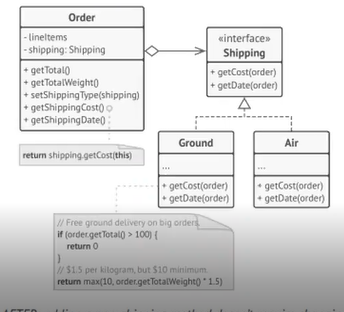 Order
- lineItems
- shipping: Shipping
+ getTotal()
+ getTotalWeight()
+ setShippingType(shipping)
+ getShippingCost()
+ getShippingDate()
return shipping.getCost(this)
«interface»
Shipping
+ getCost(order)
+ getDate(order)
Ground
...
+ getCost(order)
+ getDate(order)
Air
...
+ getCost(order)
+ getDate(order)
// Free ground delivery on big orders.
if (order.getTotal() > 100) {
return 0
}
// $1.5 per kilogram, but $10 minimum.
return max(10, order.getTotalWeight() * 1.5)